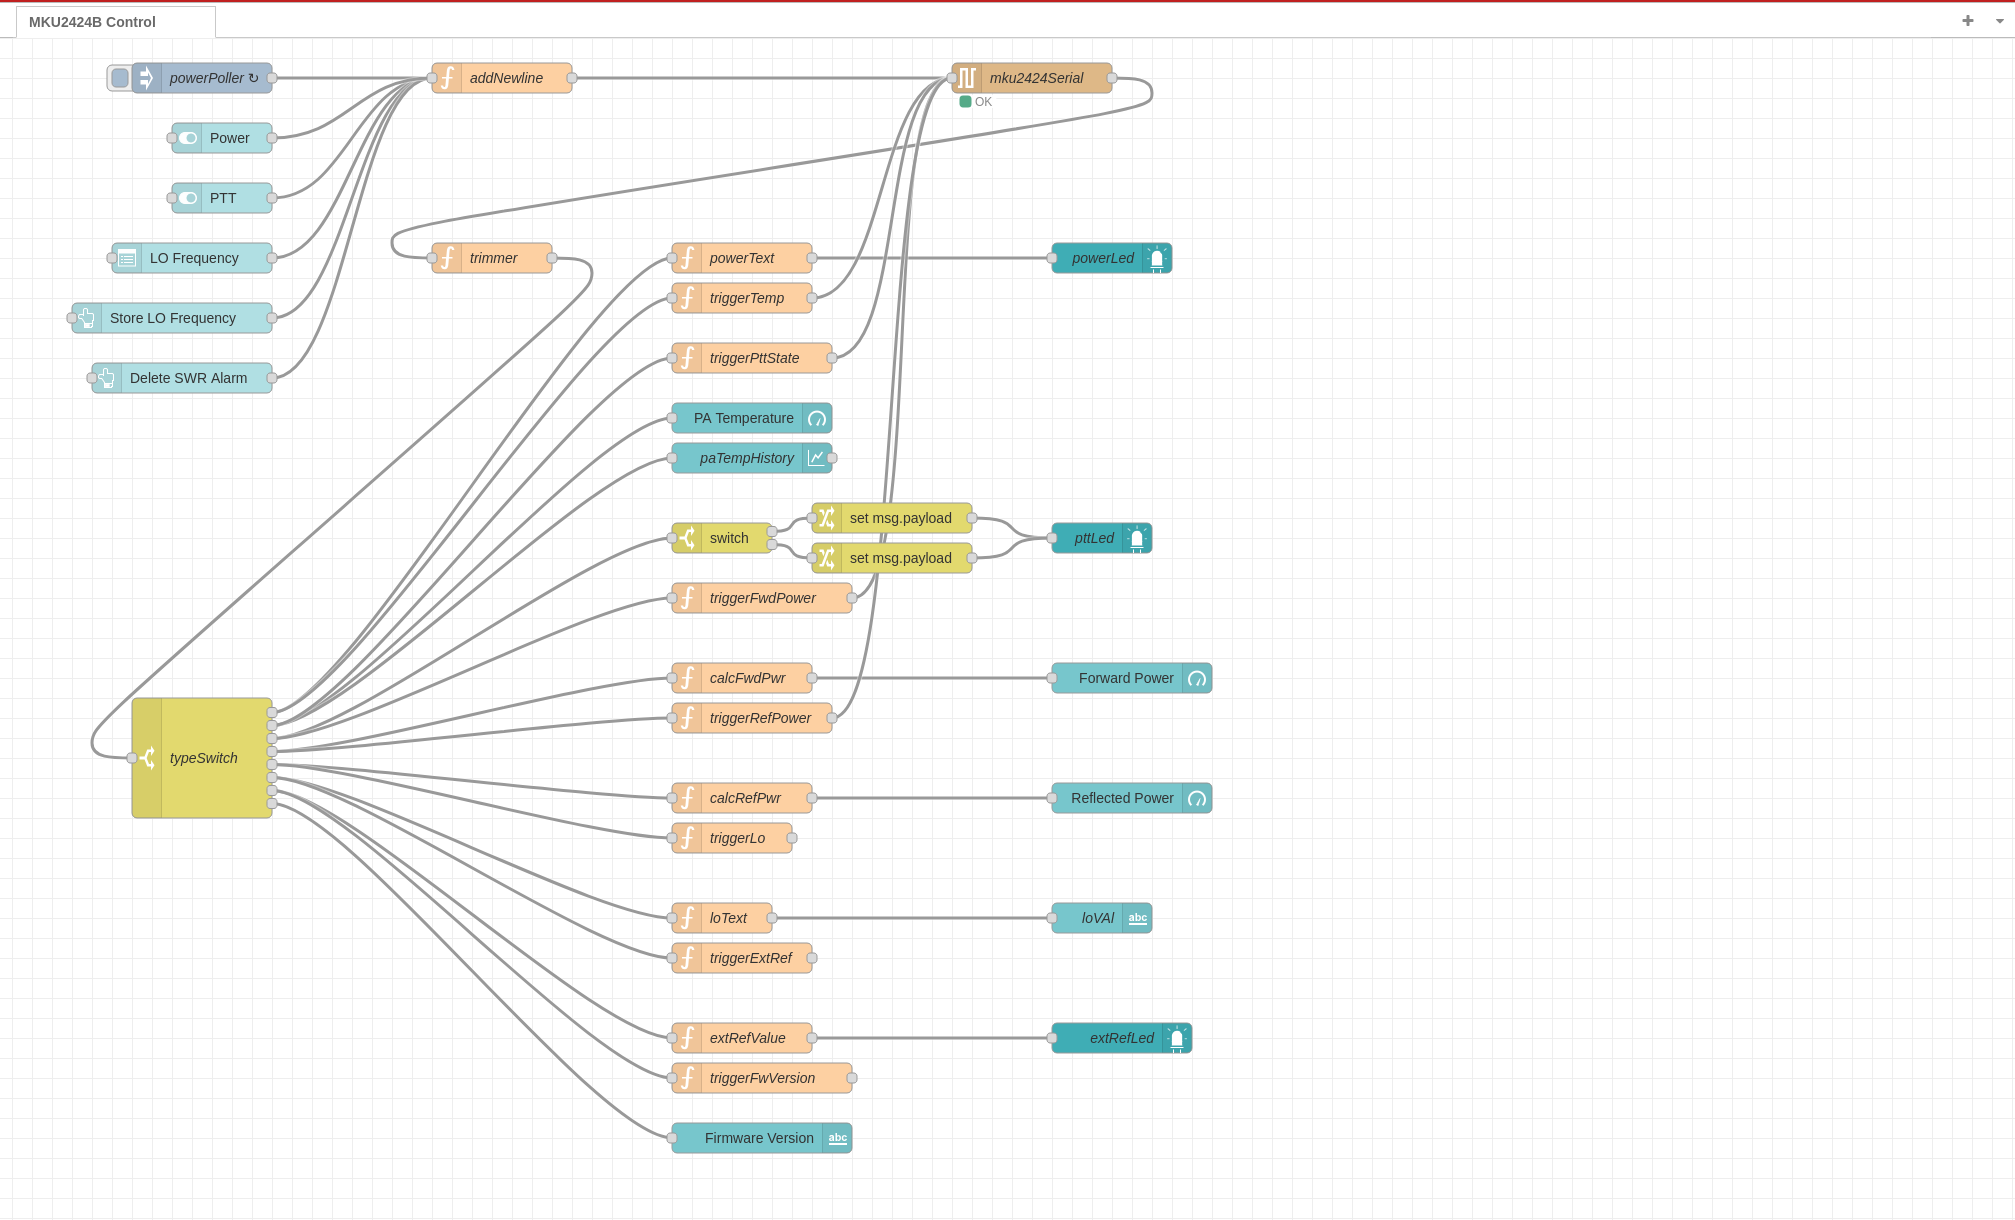 MKU2424B Control
powerPoller ↻
addNewline
mku2424Serial
OK
Power
PTT
LO Frequency
trimmer
powerText
powerLed
triggerTemp
Store LO Frequency
triggerPttState
Delete SWR Alarm
PA Temperature
paTempHistory
set msg.payload
switch
pttLed
set msg.payload
triggerFwdPower
calcFwdPwr
Forward Power
triggerRefPower
typeSwitch
calcRefPwr
Reflected Power
triggerLo
loText
loVAl
abc
triggerExtRef
extRefValue
extRefLed
triggerFwVersion
Firmware Version
abc